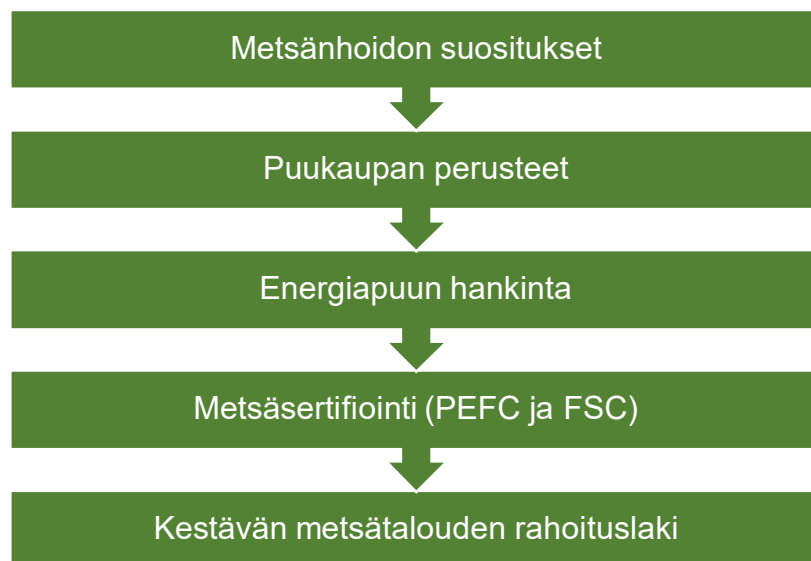 Metsänhoidon suositukset
Puukaupan perusteet
Energiapuun hankinta
Metsäsertifiointi (PEFC ja FSC)
Kestävän metsätalouden rahoituslaki